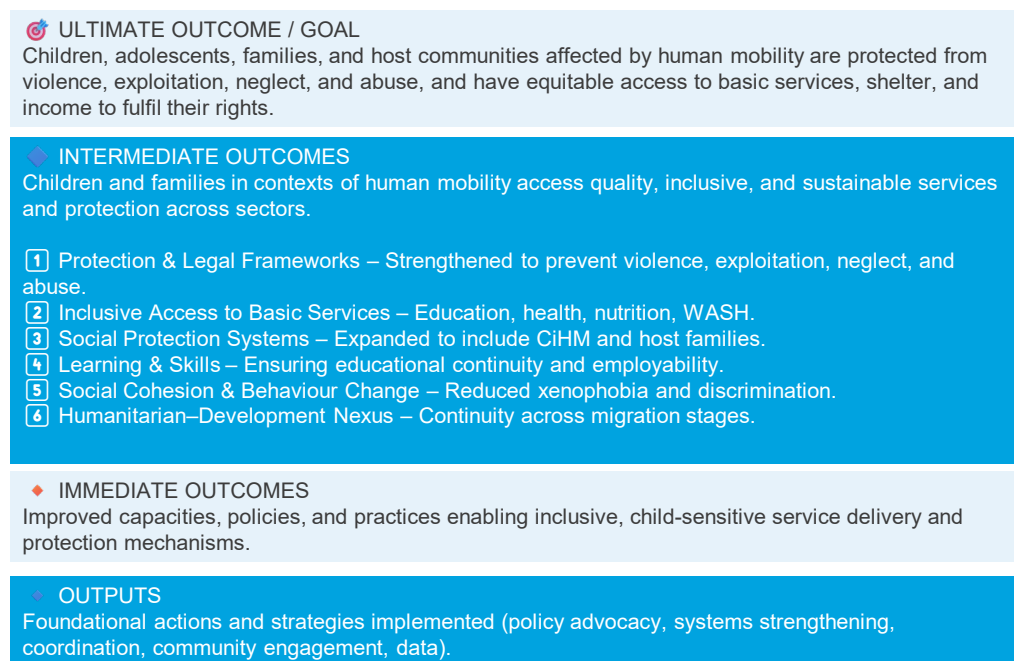 🎯 ULTIMATE OUTCOME / GOAL
Children, adolescents, families, and host communities affected by human mobility are protected from
violence, exploitation, neglect, and abuse, and have equitable access to basic services, shelter, and
income to fulfil their rights.
🔷 INTERMEDIATE OUTCOMES
Children and families in contexts of human mobility access quality, inclusive, and sustainable services
and protection across sectors.
1️⃣ Protection & Legal Frameworks – Strengthened to prevent violence, exploitation, neglect, and
abuse.
2️⃣ Inclusive Access to Basic Services – Education, health, nutrition, WASH.
3️⃣ Social Protection Systems – Expanded to include CiHM and host families.
4️⃣ Learning & Skills – Ensuring educational continuity and employability.
5️⃣ Social Cohesion & Behaviour Change – Reduced xenophobia and discrimination.
6️⃣ Humanitarian–Development Nexus – Continuity across migration stages.
🔸 IMMEDIATE OUTCOMES
Improved capacities, policies, and practices enabling inclusive, child-sensitive service delivery and
protection mechanisms.
🔹 OUTPUTS
Foundational actions and strategies implemented (policy advocacy, systems strengthening,
coordination, community engagement, data).